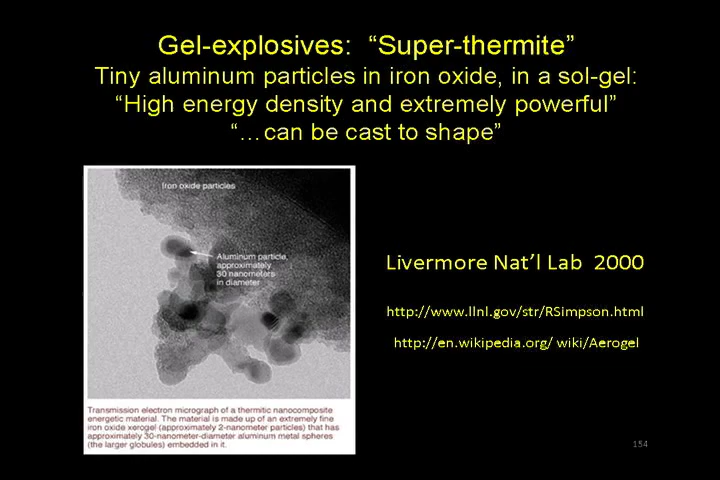 Gel-explosives:  “Super-thermite”
Tiny aluminum particles in iron oxide, in a sol-gel:
“High energy density and extremely powerful”
“…can be cast to shape”
Iron oxide particles
Aluminum particle,
approximately
30 nanometers
in diameter
Livermore Nat’l Lab  2000
http://www.llnl.gov/str/RSimpson.html
http://en.wikipedia.org/ wiki/Aerogel
Transmission electron micrograph of a thermitic nanocomposite
energetic material. The material is made up of an extremely fine
iron oxide xerogel (approximately 2-nanometer particles) that has
approximately 30-nanometer-diameter aluminum metal spheres
(the larger globules) embedded in it.
154